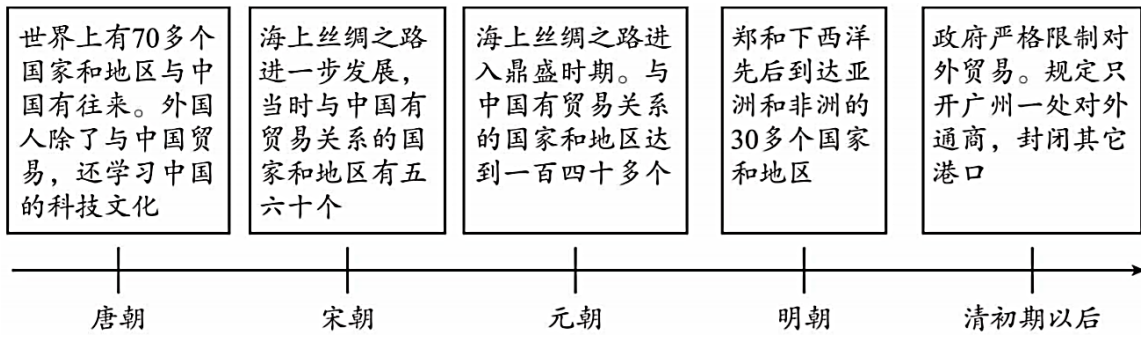 世界上有70多个
国家和地区与中
国有往来。外国
人除了与中国贸
易，还学习中国
的科技文化
海上丝绸之路
进一步发展，
当时与中国有
贸易关系的国
家和地区有五
六十个
海上丝绸之路进
入鼎盛时期。与
中国有贸易关系
的国家和地区达
到一百四十多个
郑和下西洋
先后到达亚
洲和非洲的
30多个国家
和地区
政府严格限制对
外贸易。规定只
开广州一处对外
通商，封闭其它
港口
唐朝
宋朝
元朝
明朝
清初期以后